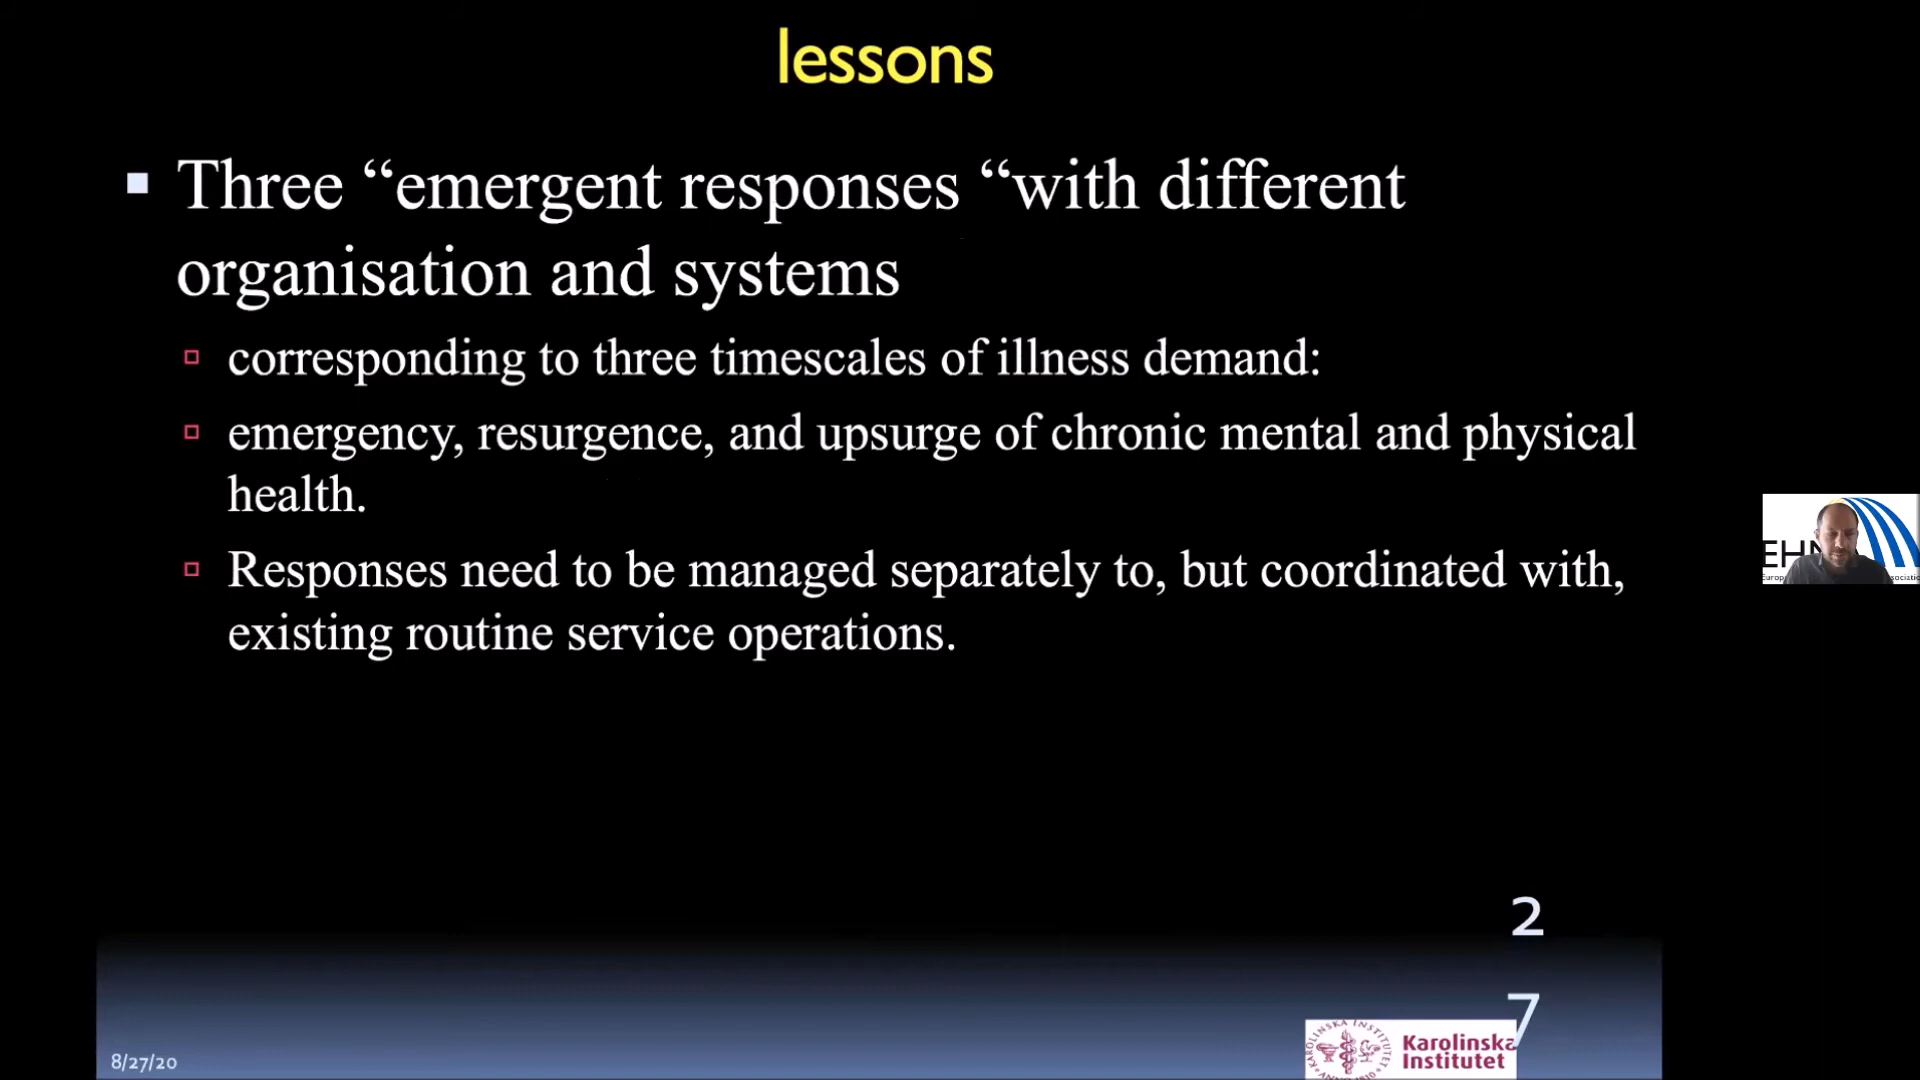 lessons
Three “emergent responses “with different
organisation and systems
corresponding to three timescales of illness demand:
emergency, resurgence, and upsurge of chronic mental and physical
health.
Responses need to be managed separately to, but coordinated with,
existing routine service operations.
2
7
8/27/20
Karolinska
Institutet